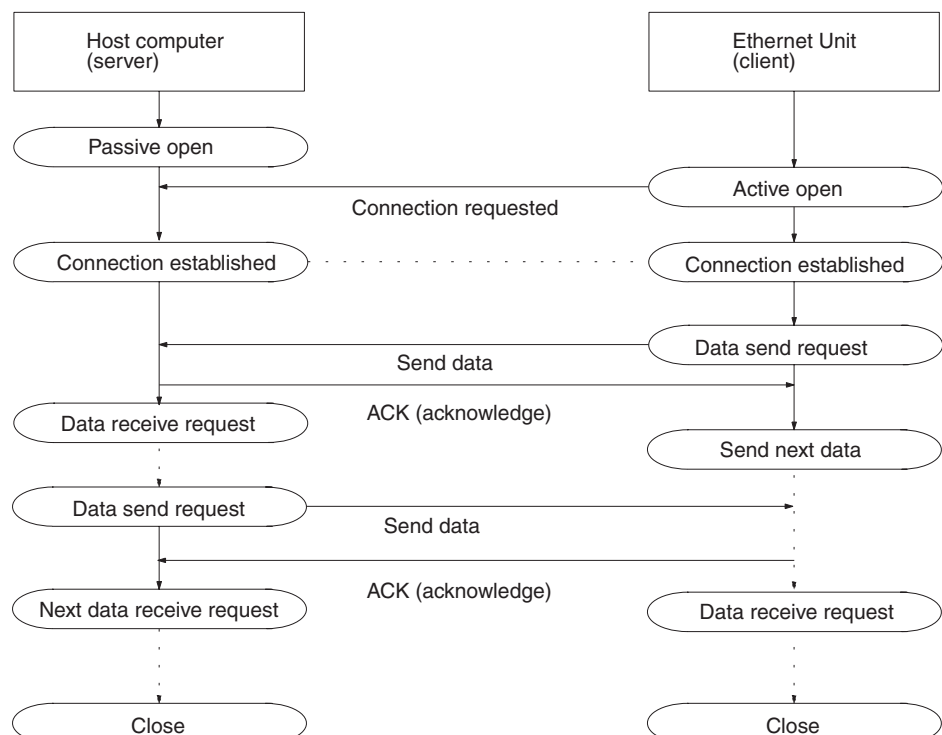 Host computer
(server)
Ethernet Unit
(client)
Passive open
Active open
Connection requested
Connection established
Connection established
Data send request
Send data
ACK (acknowledge)
Data receive request
Send next data
Data send request
Send data
ACK (acknowledge)
Next data receive request
Data receive request
Close
Close